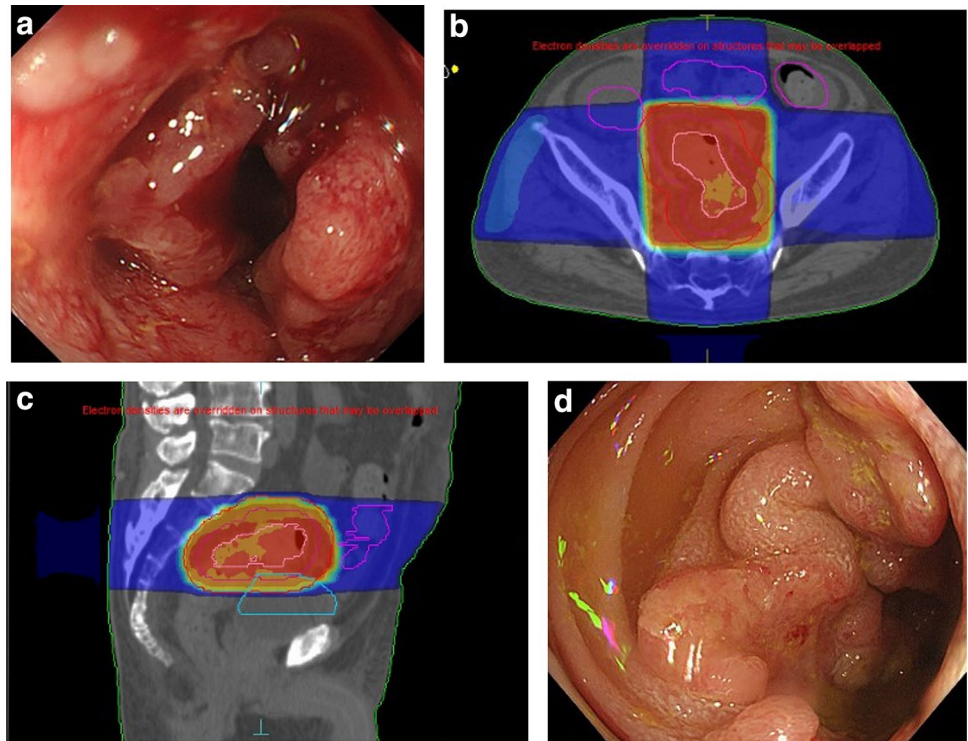 a
b
Electron densities are overridden on structures that may be overlapped
c
Electron densities are overridden on structures that may be overlapped
d